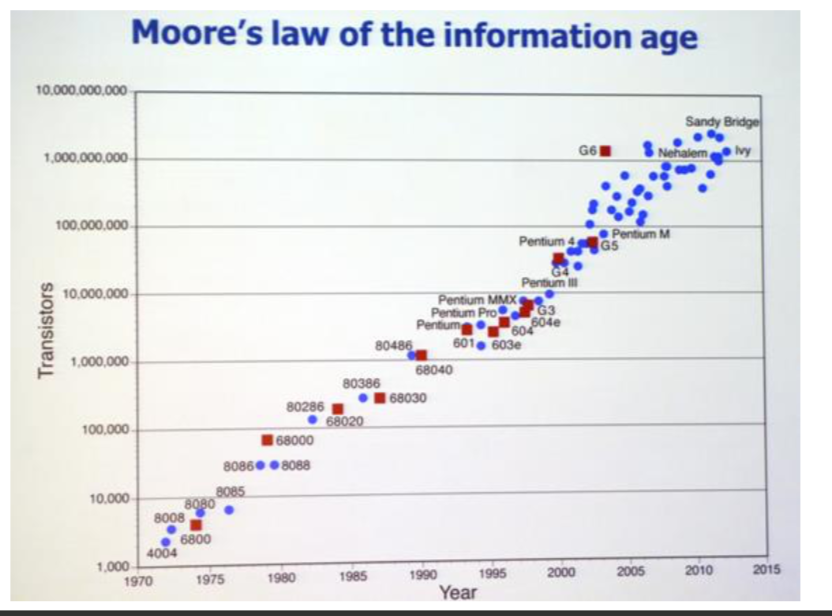 Moore's law of the information age
10,000,000,000
1,000,000,000
100,000,000
10,000,000
1,000,000
100,000
10,000
1,000
Transistors
Sandy Bridge
G6
Nehalem
Ivy
Pentium 4
Pentium M
G5
G4
Pentium III
Pentium MMX
G3
Pentium Pro
604e
Pentium
604
601
603e
80486
68040
80386
68030
80286
68020
68000
8086
8088
8085
8080
8008
6800
4004
1970
1975
1980
1985
1990
1995
2000
2005
2010
2015
Year